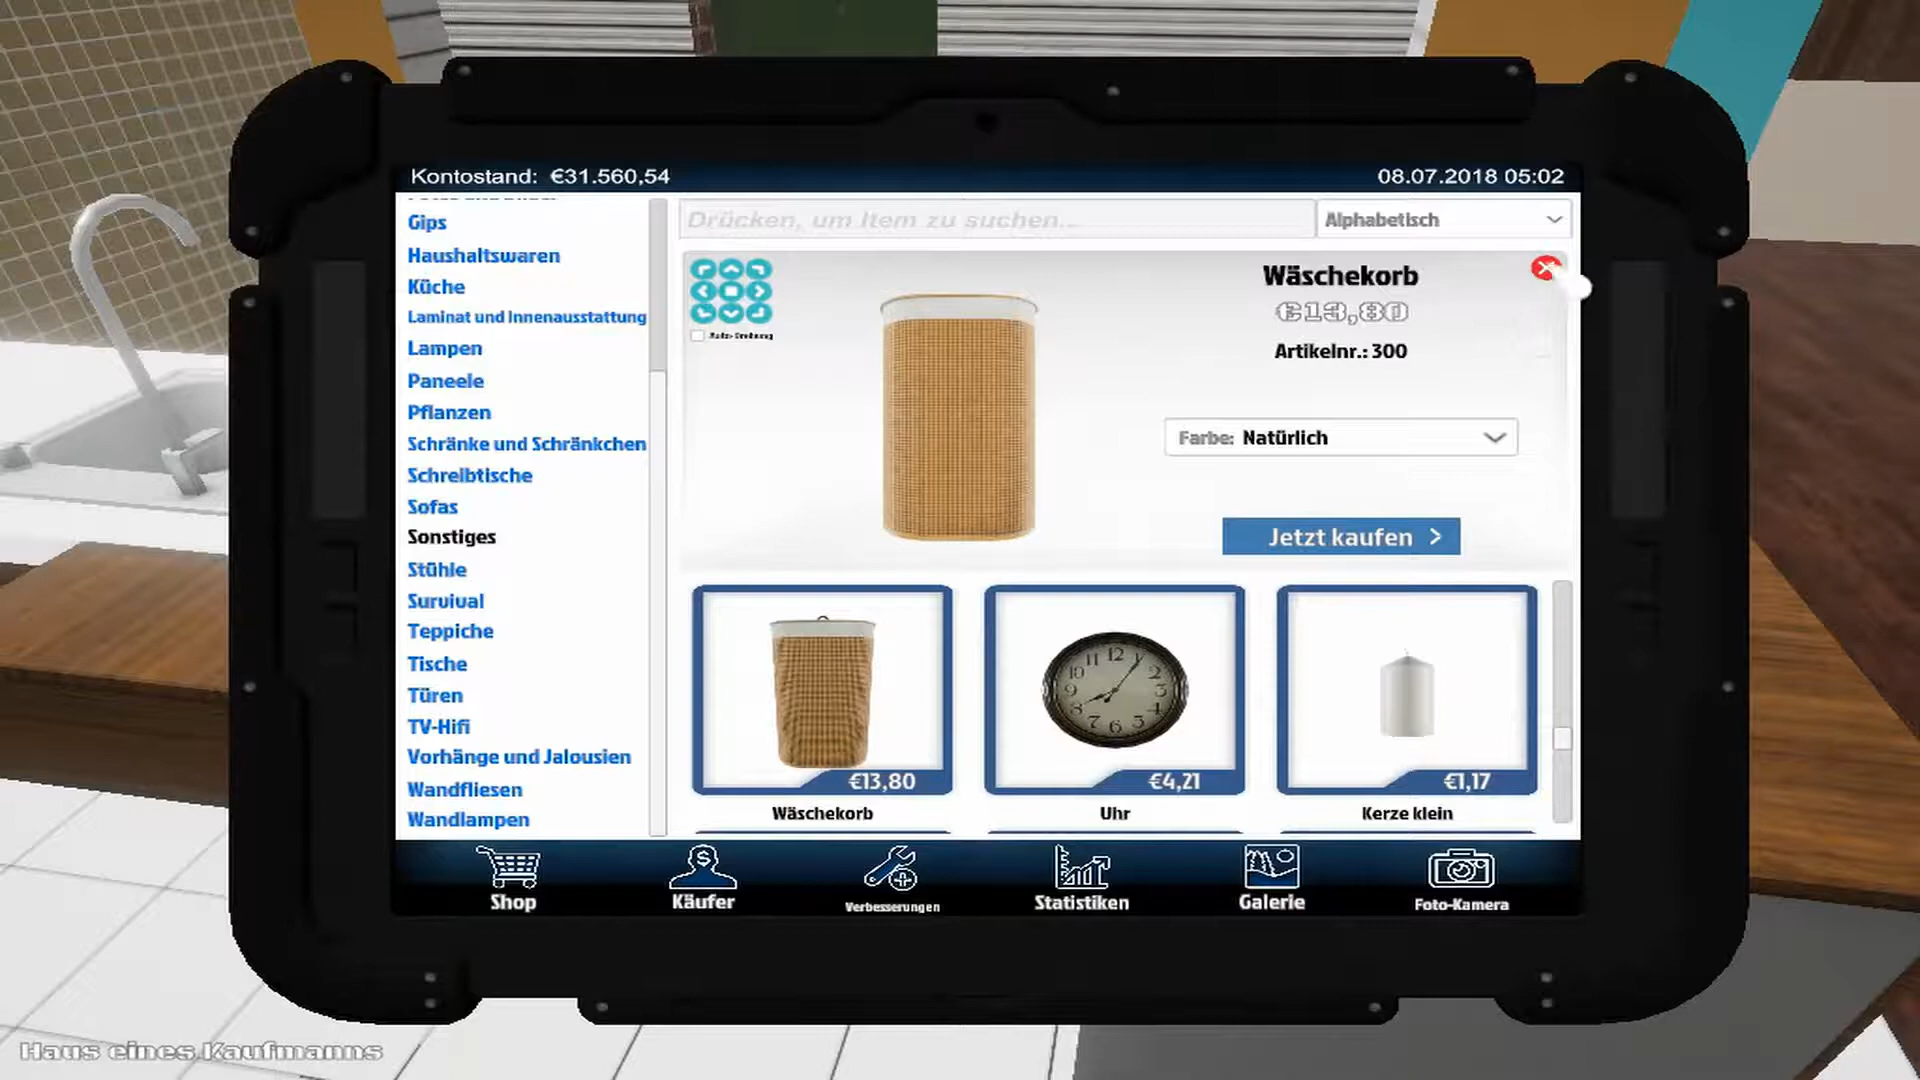 Kontostand: €31.560,54
08.07.2018 05:02
Gips
Haushaltswaren
Küche
Laminat und Innenausstattung
Lampen
Paneele
Pflanzen
Schränke und Schränkchen
Schreibtische
Sofas
Sonstiges
Stühle
Survival
Teppiche
Tische
Türen
TV-Hifi
Vorhänge und Jalousien
Wandfliesen
Wandlampen
Drücken, um Item zu suchen...
Alphabetisch
Auto-Drehung
Wäschekorb
€13,80
Artikelnr.: 300
Farbe: Natürlich
Jetzt kaufen >
€13,80
Wäschekorb
€4,21
Uhr
€1,17
Kerze klein
Shop
Käufer
Verbesserungen
Statistiken
Galerie
Foto-Kamera
Haus eines Kaufmanns